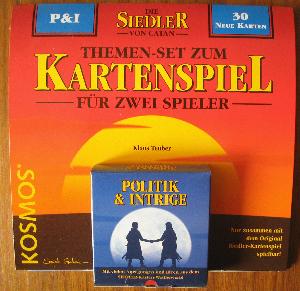 P&I
DIE
SIEDLER
VON CATAN
30
NEUE KARTEN
THEMEN-SET ZUM
KARTENSPIEL
FÜR ZWEI SPIELER
Klaus Teuber
KOSMOS
POLITIK
& INTRIGE
Nur zusammen mit
dem Original
Siedler-Kartenspiel
spielbar!